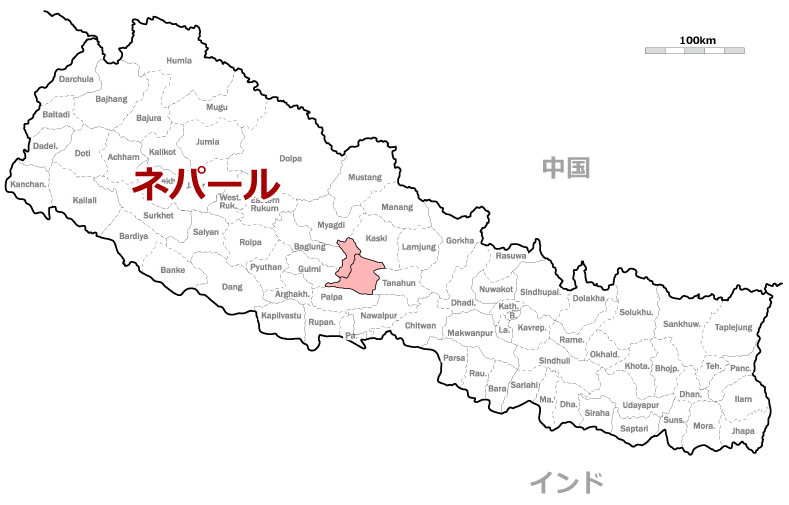 100km
Humla
Darchula
Bajhang
Mugu
Baitadi
Bajura
Dadel.
Doti
Achham
Kalikot
Jumla
Dolpa
中国
Mustang
Kanchan.
Kailali
ネパール
West.
Ruk.
Eastern
Rukum
Manang
Surkhet
Salyan
Myagdi
Bardiya
Rolpa
Baglung
Kaski
Lamjung
Gorkha
Rasuwa
Banke
Pyuthan
Gulmi
Dang
Tanahun
Nuwakot
Sindhupal.
Dolakha
Arghakh.
Palpa
Dhadi.
Kath.
B.
Solukhu.
Kapilvastu
Rupan.
Pa.
Nawalpur
Chitwan
Makwanpur
La.
Kavrep.
Rame.
Sankhuw.
Taplejung
Parsa
Rau.
Bara
Sarlahi
Sindhuli
Okhald.
Khota.
Bhojp.
Teh.
Panc.
Ma.
Dha.
Siraha
Udayapur
Saptari
Dhan.
Suns.
Mora.
Ilam
Jhapa
インド